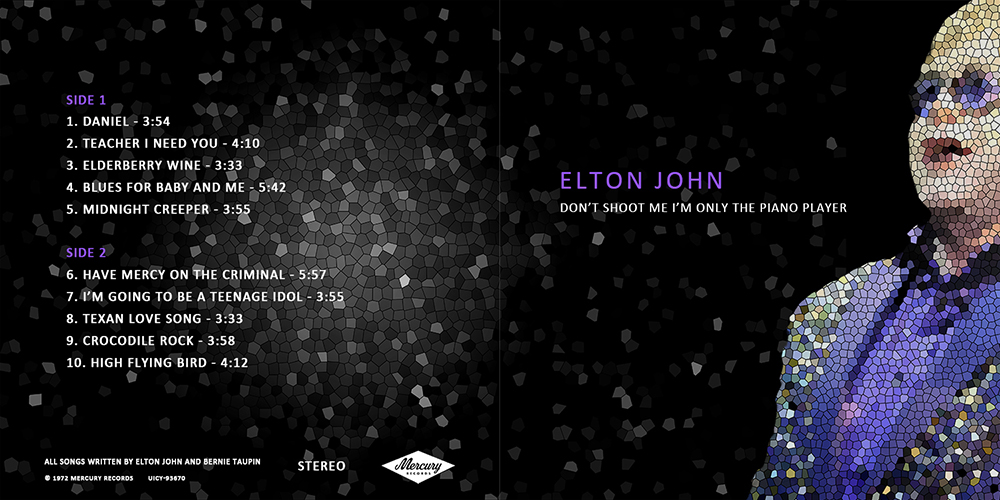 SIDE 1
1. DANIEL - 3:54
2. TEACHER I NEED YOU - 4:10
3. ELDERBERRY WINE - 3:33
4. BLUES FOR BABY AND ME - 5:42
5. MIDNIGHT CREEPER - 3:55
SIDE 2
6. HAVE MERCY ON THE CRIMINAL - 5:57
7. I'M GOING TO BE A TEENAGE IDOL - 3:55
8. TEXAN LOVE SONG - 3:33
9. CROCODILE ROCK - 3:58
10. HIGH FLYING BIRD - 4:12
ALL SONGS WRITTEN BY ELTON JOHN AND BERNIE TAUPIN
© 1972 MERCURY RECORDS UICY-93670
STEREO
Mercury
RECORDS
ELTON JOHN
DON'T SHOOT ME I'M ONLY THE PIANO PLAYER